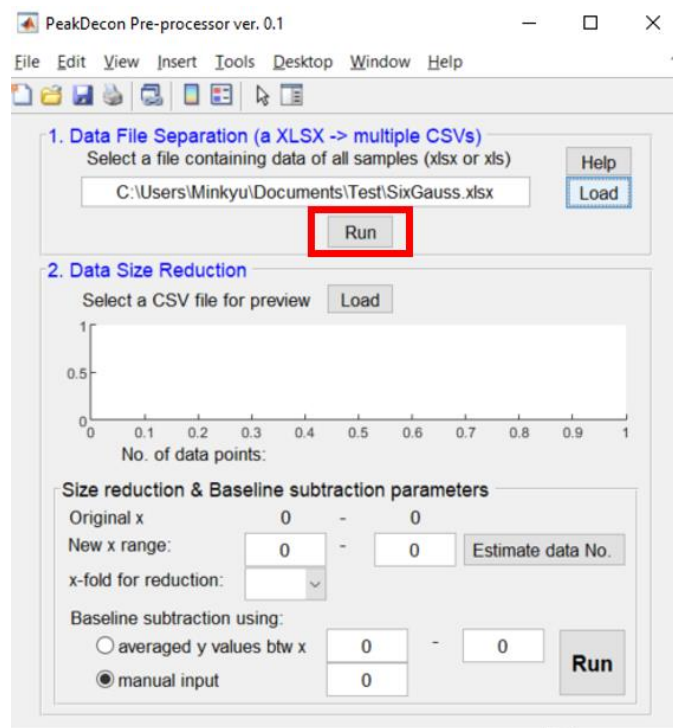 PeakDecon Pre-processor ver. 0.1
File Edit View Insert Tools Desktop Window Help
1. Data File Separation (a XLSX -> multiple CSVs)
Select a file containing data of all samples (xlsx or xls)
Help
C:\Users\Minkyu\Documents\Test\SixGauss.xlsx
Load
Run
2. Data Size Reduction
Select a CSV file for preview
Load
1
0.5
0
0 0.1 0.2 0.3 0.4 0.5 0.6 0.7 0.8 0.9 1
No. of data points:
Size reduction & Baseline subtraction parameters
Original x 0 - 0
New x range: 0 - 0 Estimate data No.
x-fold for reduction:
Baseline subtraction using:
averaged y values btw x 0 - 0
manual input 0
Run